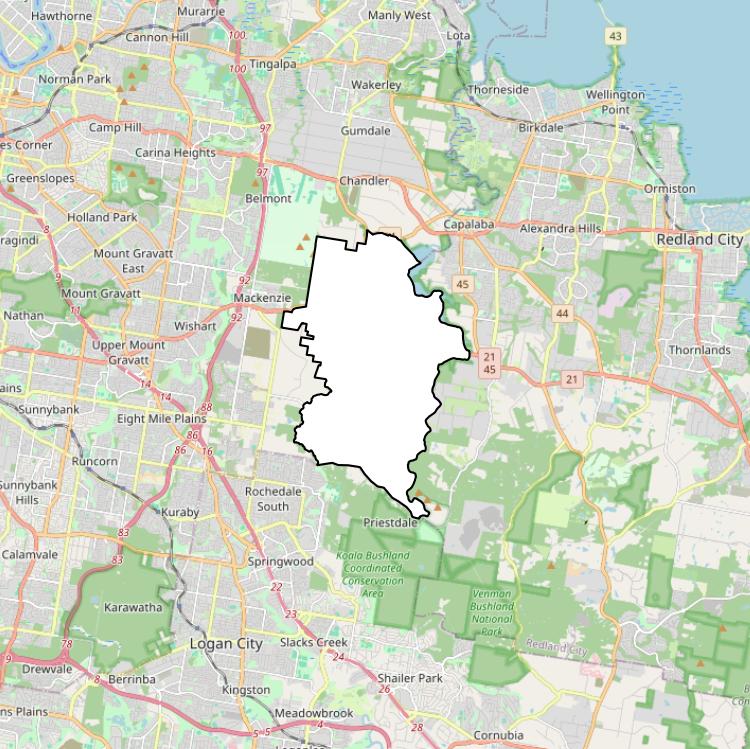 Hawthorne
Murarrie
Manly West
Cannon Hill
Lota
43
100
100
Tingalpa
Norman Park
Wakerley
Thorneside
Wellington
Point
Camp Hill
97
Gumdale
Birkdale
es Corner
Carina Heights
97
Greenslopes
Chandler
Ormiston
Belmont
Holland Park
8
Capalaba
Alexandra Hills
ragindi
Redland City
Mount Gravatt
East
9
92
45
Mount Gravatt
Mackenzie
11
92
44
Nathan
Wishart
Upper Mount
Gravatt
21
45
Thornlands
ains
14
14
21
Sunnybank
88
Eight Mile Plains
86
86
16
Runcorn
Sunnybank
Hills
Rochedale
South
Kuraby
Priestdale
83
Calamvale
83
Springwood
Koala Bushland
Coordinated
Conservation
Area
22
Venman
Bushland
National
Park
Karawatha
23
78
Logan City
Slacks Creek
Redland City
9
Drewvale
24
8
Berrinba
Shailer Park
Kingston
26
ns Plains
Meadowbrook
4
28
5
5
Cornubia